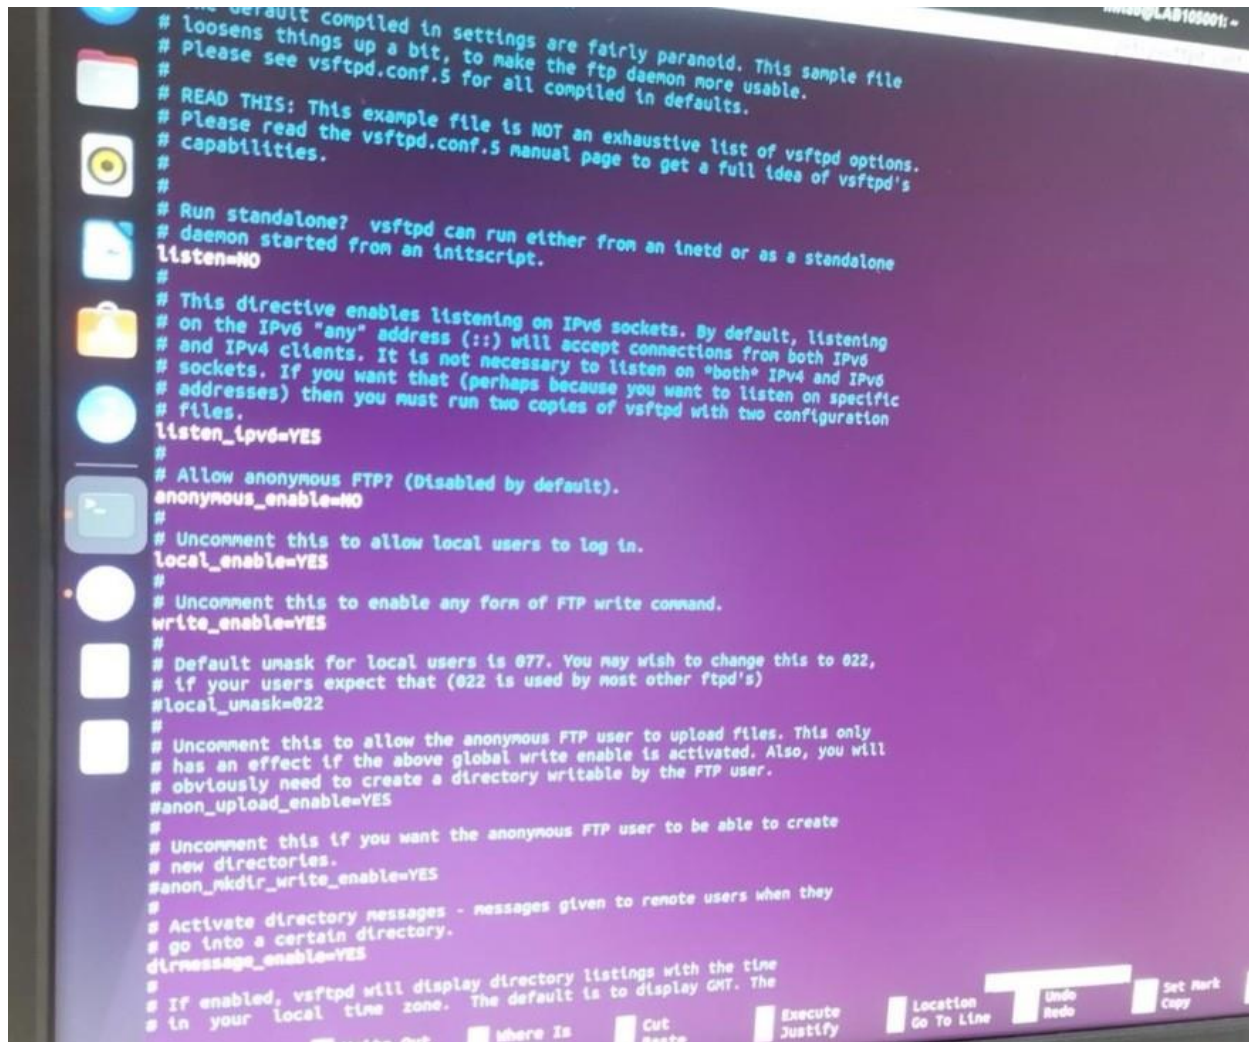 LAB105001: ~
# The default compiled in settings are fairly paranoid. This sample file
# loosens things up a bit, to make the ftp daemon more usable.
# Please see vsftpd.conf.5 for all compiled in defaults.
#
# READ THIS: This example file is NOT an exhaustive list of vsftpd options.
# Please read the vsftpd.conf.5 manual page to get a full idea of vsftpd's
# capabilities.
#
#
# Run standalone?  vsftpd can run either from an inetd or as a standalone
# daemon started from an initscript.
listen=NO
#
# This directive enables listening on IPv6 sockets. By default, listening
# on the IPv6 "any" address (::) will accept connections from both IPv6
# and IPv4 clients. It is not necessary to listen on *both* IPv4 and IPv6
# sockets. If you want that (perhaps because you want to listen on specific
# addresses) then you must run two copies of vsftpd with two configuration
# files.
listen_ipv6=YES
#
# Allow anonymous FTP? (Disabled by default).
anonymous_enable=NO
#
# Uncomment this to allow local users to log in.
local_enable=YES
#
# Uncomment this to enable any form of FTP write command.
write_enable=YES
#
# Default umask for local users is 077. You may wish to change this to 022,
# if your users expect that (022 is used by most other ftpd's)
#local_umask=022
#
# Uncomment this to allow the anonymous FTP user to upload files. This only
# has an effect if the above global write enable is activated. Also, you will
# obviously need to create a directory writable by the FTP user.
#anon_upload_enable=YES
#
# Uncomment this if you want the anonymous FTP user to be able to create
# new directories.
#anon_mkdir_write_enable=YES
#
# Activate directory messages - messages given to remote users when they
# go into a certain directory.
dirmessage_enable=YES
#
# If enabled, vsftpd will display directory listings with the time
# in  your  local  time  zone.  The default is to display GMT. The
Where Is Cut Execute Location Undo Set Mark
Paste Justify Go To Line Redo Copy